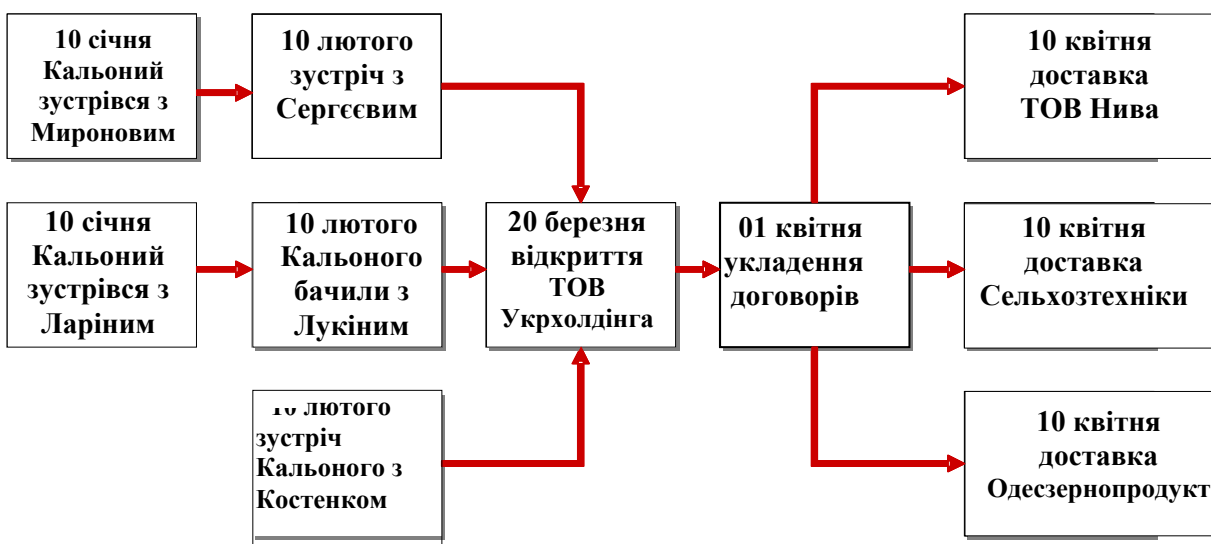 10 січня
Кальоний
зустрівся з
Мироновим
10 лютого
зустріч з
Сергєєвим
10 квітня
доставка
ТОВ Нива
10 січня
Кальоний
зустрівся з
Ларіним
10 лютого
Кальоного
бачили з
Лукіним
20 березня
відкриття
ТОВ
Укрхолдінга
01 квітня
укладення
договорів
10 квітня
доставка
Сельхозтехніки
10 лютого
зустріч
Кальоного з
Костенком
10 квітня
доставка
Одесзернопродукт